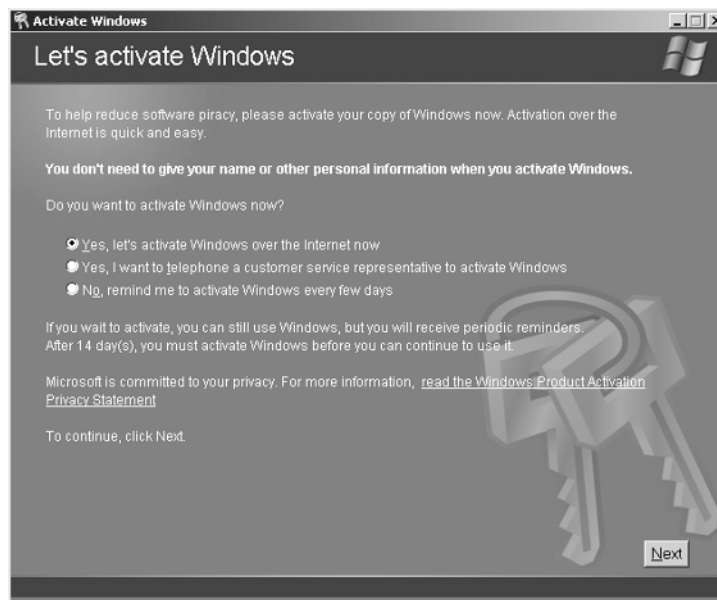 Activate Windows
Let's activate Windows
To help reduce software piracy, please activate your copy of Windows now. Activation over the
Internet is quick and easy.
You don't need to give your name or other personal information when you activate Windows.
Do you want to activate Windows now?
Yes, let's activate Windows over the Internet now
Yes, I want to telephone a customer service representative to activate Windows
No, remind me to activate Windows every few days
If you wait to activate, you can still use Windows, but you will receive periodic reminders.
After 14 day(s), you must activate Windows before you can continue to use it.
Microsoft is committed to your privacy. For more information, read the Windows Product Activation
Privacy Statement
To continue, click Next.
Next